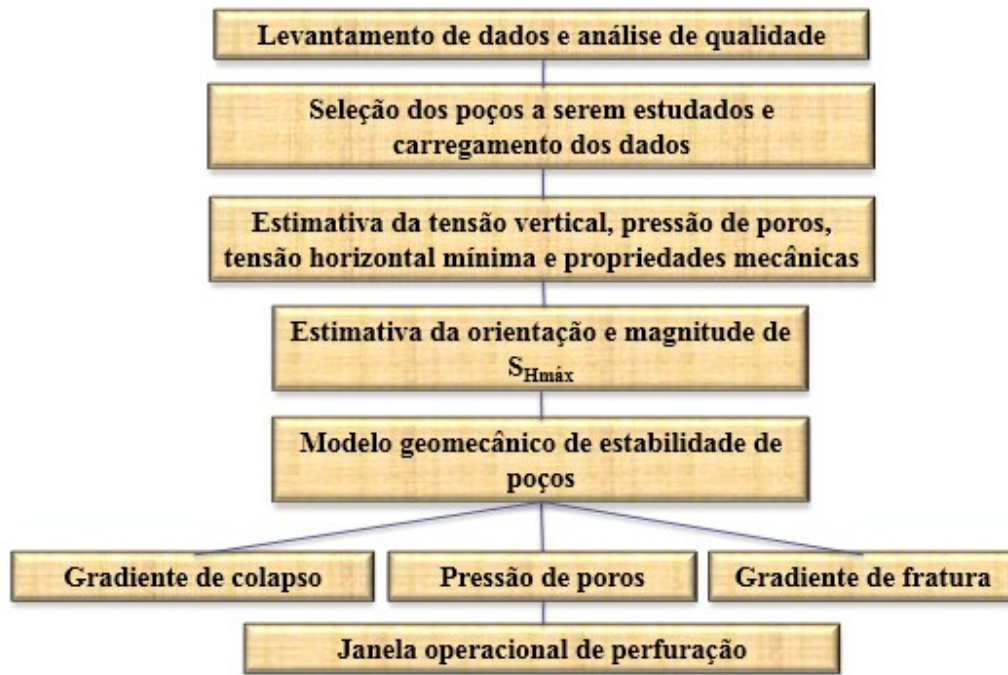 Levantamento de dados e análise de qualidade
Seleção dos poços a serem estudados e
carregamento dos dados
Estimativa da tensão vertical, pressão de poros,
tensão horizontal mínima e propriedades mecânicas
Estimativa da orientação e magnitude de
SHmáx
Modelo geomecânico de estabilidade de
poços
Gradiente de colapso
Pressão de poros
Gradiente de fratura
Janela operacional de perfuração